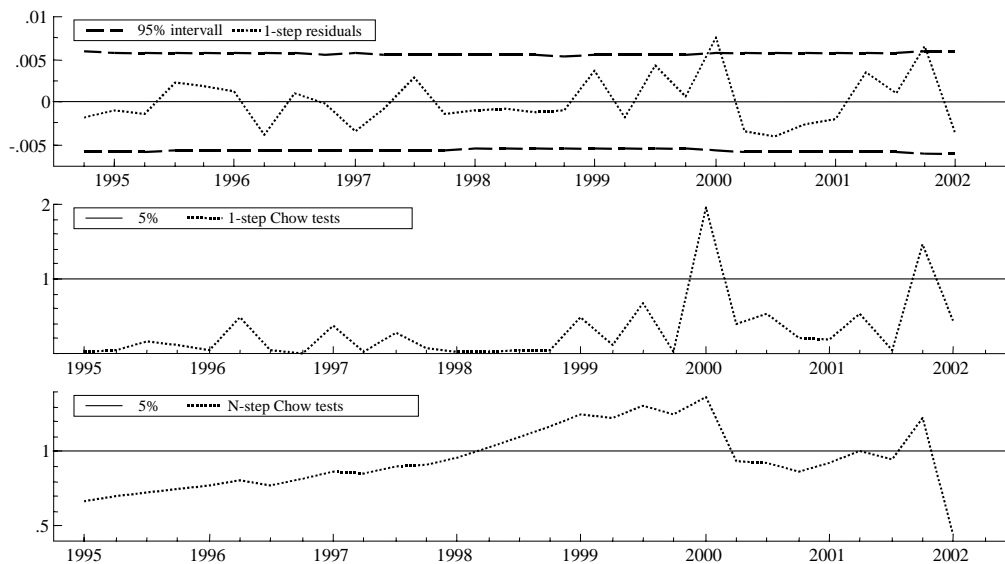 .01
95% intervall 1-step residuals
.005
0
-.005
1995 1996 1997 1998 1999 2000 2001 2002
2
5% 1-step Chow tests
1
1995 1996 1997 1998 1999 2000 2001 2002
5% N-step Chow tests
1
.5
1995 1996 1997 1998 1999 2000 2001 2002